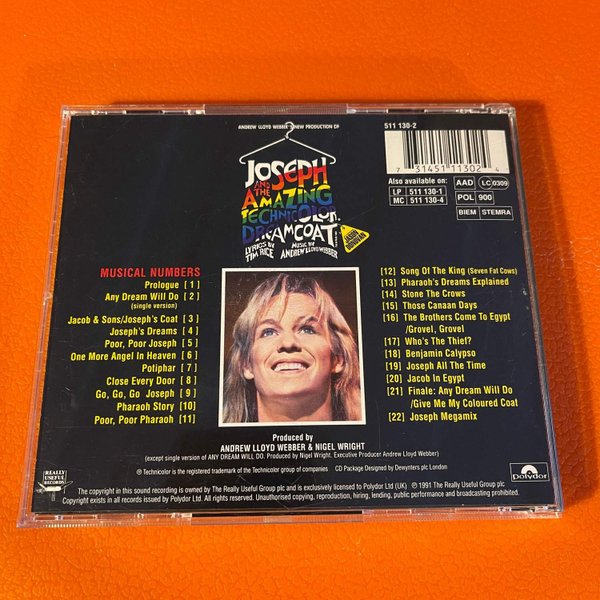 ANDREW LLOYD WEBBER'S NEW PRODUCTION OF
JOSEPH
AND THE
AMAZING
TECHNICOLOR
DREAMCOAT
LYRICS BY
TIM RICE
MUSIC BY
ANDREW LLOYD WEBBER
511 130-2
7 31451 11302 4
Also available on:
LP 511 130-1
MC 511 130-4
AAD
LC 0309
POL 900
BIEM STEMRA
MUSICAL NUMBERS
Prologue [1]
Any Dream Will Do [2]
(single version)
Jacob & Sons/Joseph's Coat [3]
Joseph's Dreams [4]
Poor, Poor Joseph [5]
One More Angel In Heaven [6]
Potiphar [7]
Close Every Door [8]
Go, Go, Go Joseph [9]
Pharaoh Story [10]
Poor, Poor Pharaoh [11]
[12] Song Of The King (Seven Fat Cows)
[13] Pharaoh's Dreams Explained
[14] Stone The Crows
[15] Those Canaan Days
[16] The Brothers Come To Egypt
/Grovel, Grovel
[17] Who's The Thief?
[18] Benjamin Calypso
[19] Joseph All The Time
[20] Jacob In Egypt
[21] Finale: Any Dream Will Do
/Give Me My Coloured Coat
[22] Joseph Megamix
Produced by
ANDREW LLOYD WEBBER & NIGEL WRIGHT
(except single version of ANY DREAM WILL DO. Produced by Nigel Wright. Executive Producer Andrew Lloyd Webber)
® Technicolor is the registered trademark of the Technicolor group of companies CD Package Designed by Dewynters plc London
REALLY
USEFUL
RECORDS
The copyright in this sound recording is owned by The Really Useful Group plc and is exclusively licensed to Polydor Ltd (UK) ℗ 1991 The Really Useful Group plc
Copyright exists in all records issued by Polydor Ltd. All rights reserved. Unauthorised copying, reproduction, hiring, lending, public performance and broadcasting prohibited.
Polydor